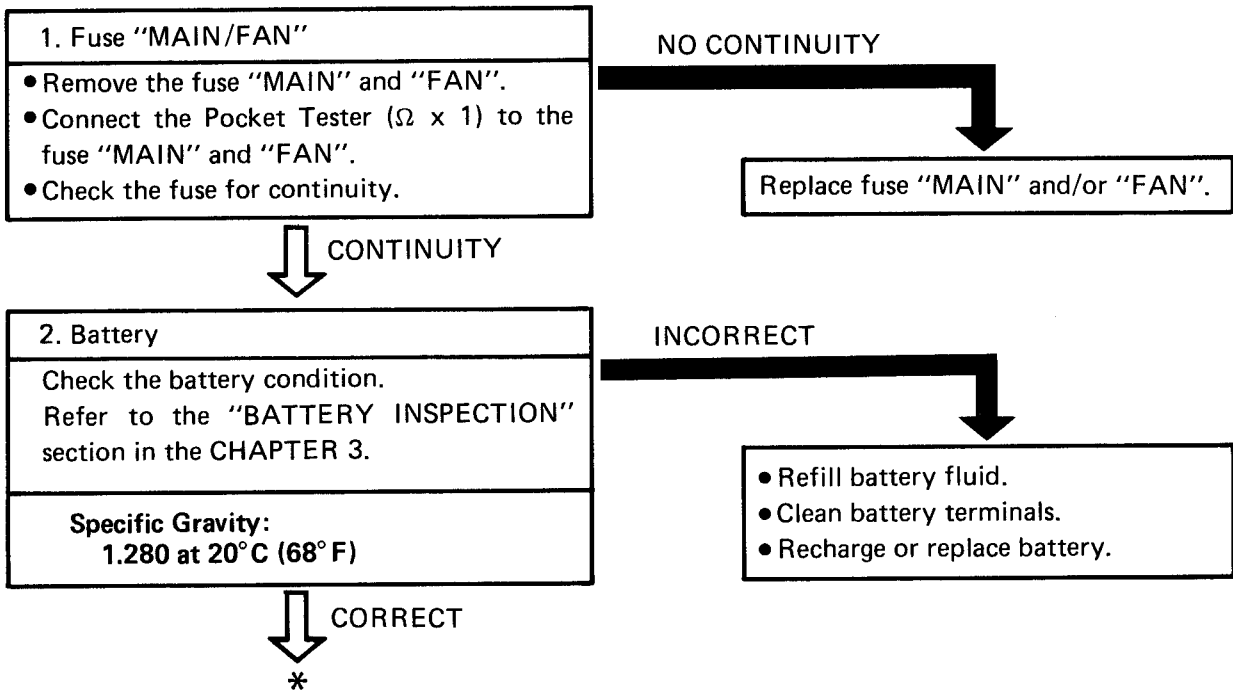 1. Fuse "MAIN/FAN"
• Remove the fuse "MAIN" and "FAN".
• Connect the Pocket Tester (Ω x 1) to the
fuse "MAIN" and "FAN".
• Check the fuse for continuity.
NO CONTINUITY
Replace fuse "MAIN" and/or "FAN".
CONTINUITY
2. Battery
Check the battery condition.
Refer to the "BATTERY INSPECTION"
section in the CHAPTER 3.
Specific Gravity:
1.280 at 20°C (68°F)
INCORRECT
• Refill battery fluid.
• Clean battery terminals.
• Recharge or replace battery.
CORRECT
*